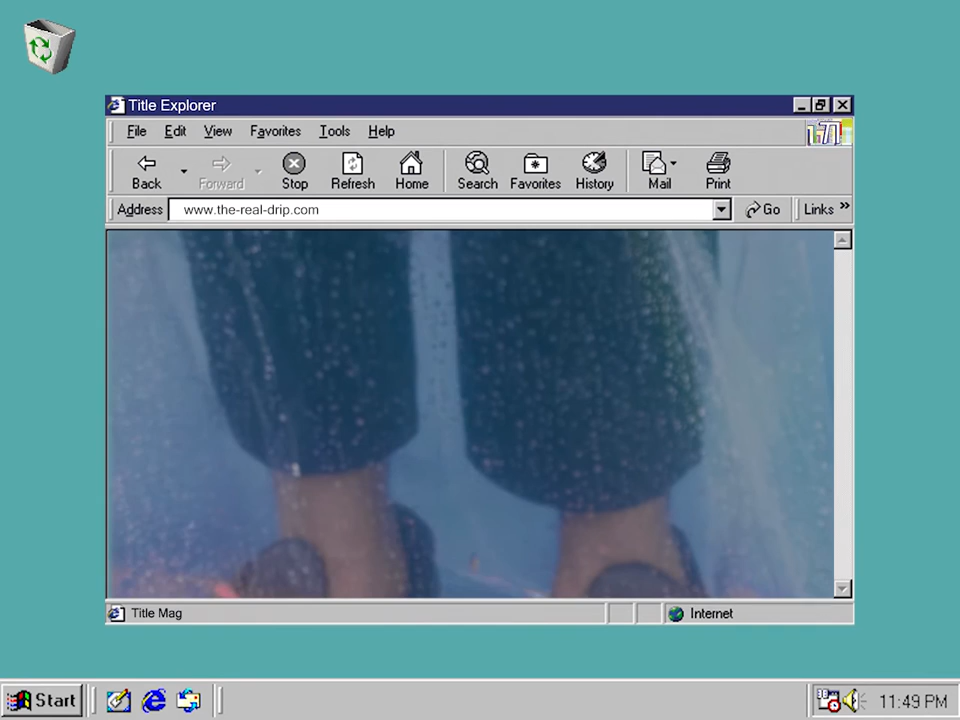 Title Explorer
File Edit View Favorites Tools Help
Back Forward Stop Refresh Home Search Favorites History Mail Print
Address www.the-real-drip.com Go Links »
Title Mag Internet
Start 11:49 PM